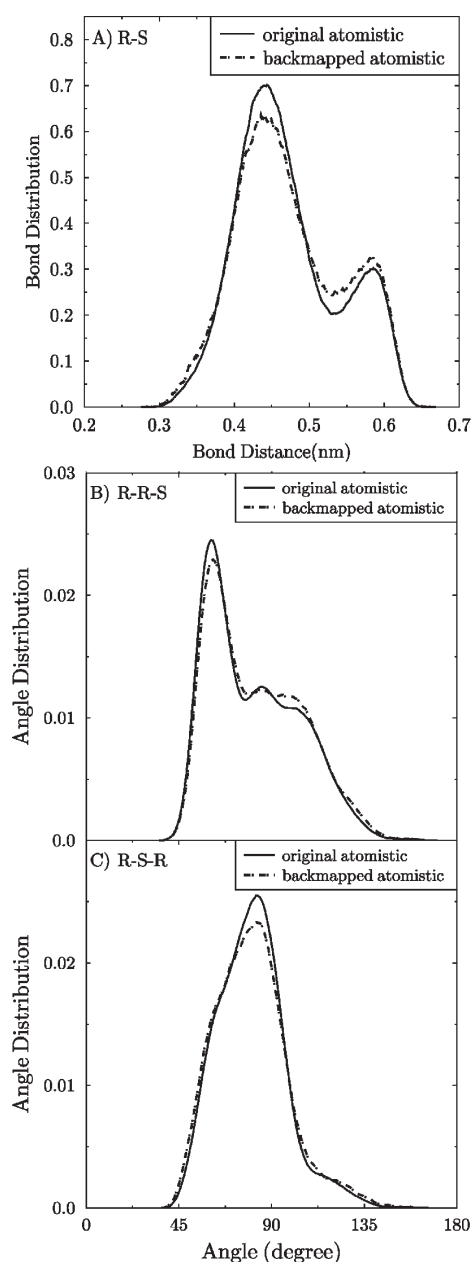 A) R-S
original atomistic
backmapped atomistic
0.8
0.7
0.6
0.5
0.4
0.3
0.2
0.1
0.0
Bond Distribution
0.2 0.3 0.4 0.5 0.6 0.7
Bond Distance(nm)
B) R-R-S
original atomistic
backmapped atomistic
0.03
0.02
0.01
0.0
Angle Distribution
C) R-S-R
original atomistic
backmapped atomistic
0.02
0.01
0.0
Angle Distribution
0 45 90 135 180
Angle (degree)